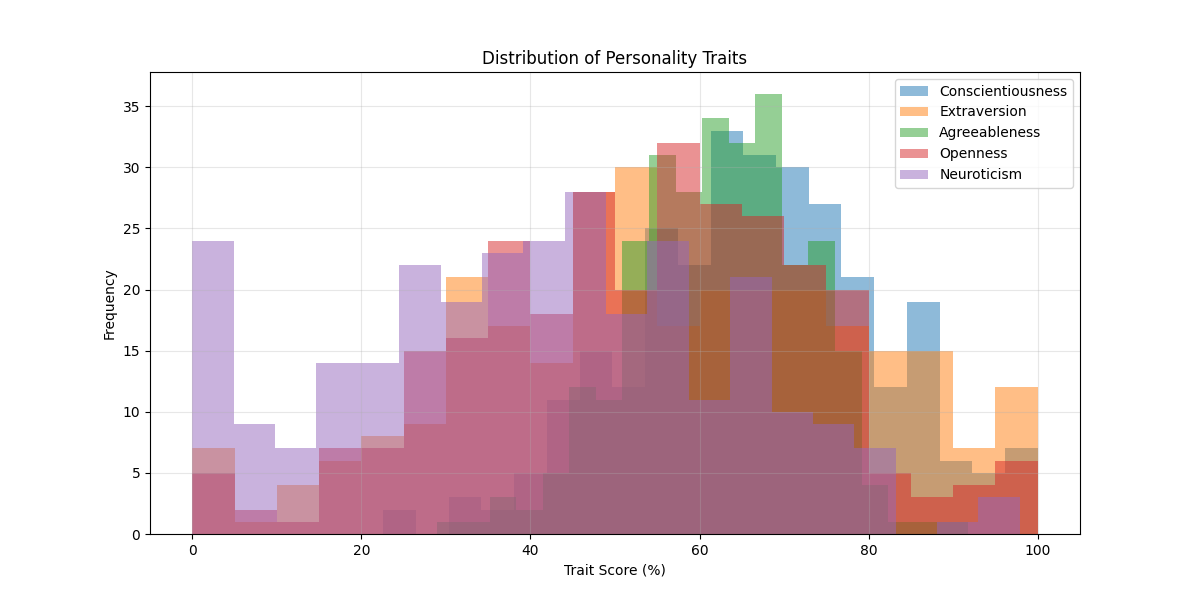 Distribution of Personality Traits
Conscientiousness
Extraversion
Agreeableness
Openness
Neuroticism
Frequency
35
30
25
20
15
10
5
0
0 20 40 60 80 100
Trait Score (%)